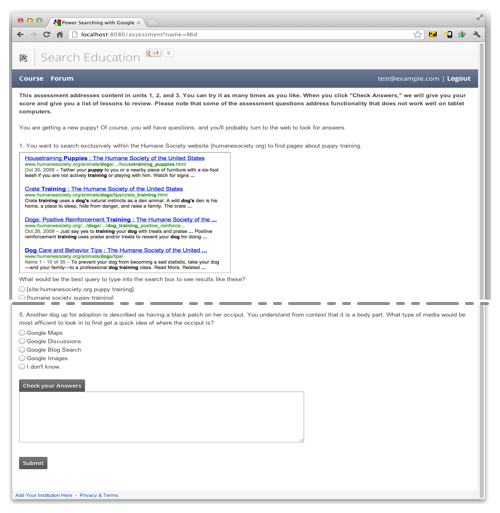 Power Searching with Google
localhost:8080/assessment?name=Mid
Search Education
+1 0
Course Forum test@example.com | Logout
This assessment addresses content in units 1, 2, and 3. You can try it as many times as you like. When you click "Check Answers," we will give you your
score and give you a list of lessons to review. Please note that some of the assessment questions address functionality that does not work well on tablet
computers.
You are getting a new puppy! Of course, you will have questions, and you'll probably turn to the web to look for answers.
1. You want to search exclusively within the Humane Society website (humanesociety.org) to find pages about puppy training.
Housetraining Puppies : The Humane Society of the United States
www.humanesociety.org/animals/dogs/.../housetraining_puppies.html
Oct 30, 2009 – Tether your puppy to you or a nearby piece of furniture with a six-foot
leash if you are not actively training or playing with him. Watch for signs ...
Crate Training : The Humane Society of the United States
www.humanesociety.org/animals/dogs/tips/crate_training.html
Crate training uses a dog's natural instincts as a den animal. A wild dog's den is his
home, a place to sleep, hide from danger, and raise a family. The crate ...
Dogs: Positive Reinforcement Training : The Humane Society of the ...
www.humanesociety.org/.../dogs/.../dog_training_positive_reinforce...
Oct 26, 2009 – Just say yes to training your dog with treats and praise ... Positive
reinforcement training uses praise and/or treats to reward your dog for doing ...
Dog Care and Behavior Tips : The Humane Society of the United ...
www.humanesociety.org/animals/dogs/tips/
Items 1 - 10 of 35 – To prevent your dog from becoming a sad statistic, take your dog
—and your family—to a professional dog training class. Read More. Related ...
What would be the best query to type into the search box to see results like these?
[site:humanesociety.org puppy training]
[humane society puppy training]
5. Another dog up for adoption is described as having a black patch on her occiput. You understand from context that it is a body part. What type of media would be
most efficient to look in to find get a quick idea of where the occiput is?
Google Maps
Google Discussions
Google Blog Search
Google Images
I don't know.
Check your Answers
Submit
Add Your Institution Here - Privacy & Terms